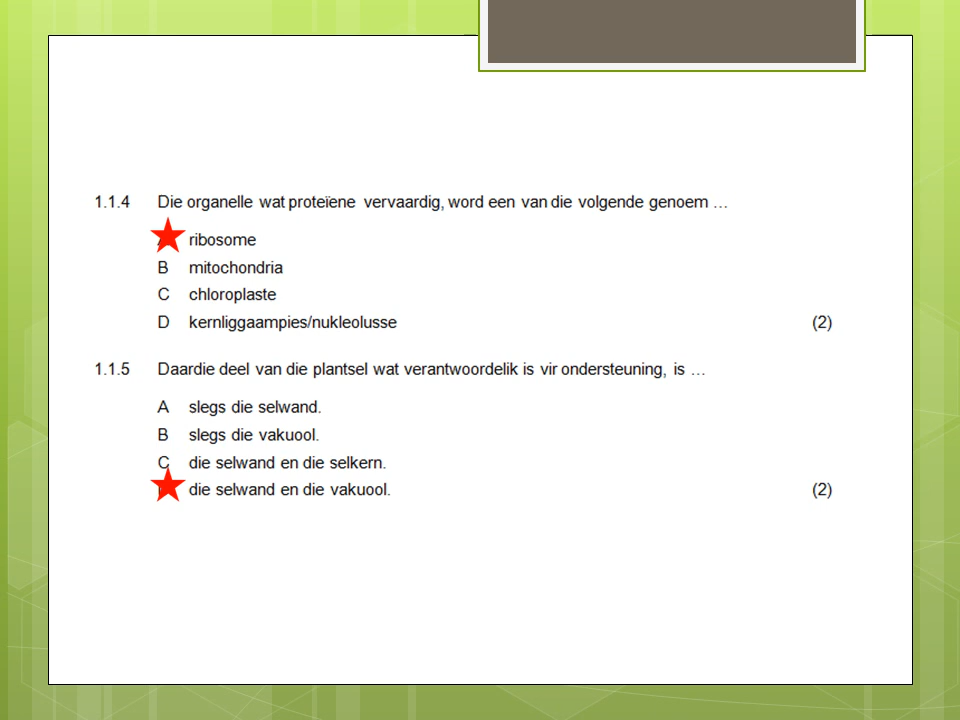 1.1.4 Die organelle wat proteïene vervaardig, word een van die volgende genoem …
ribosome
B mitochondria
C chloroplaste
D kernliggaampies/nukleolusse (2)
1.1.5 Daardie deel van die plantsel wat verantwoordelik is vir ondersteuning, is …
A slegs die selwand.
B slegs die vakuool.
C die selwand en die selkern.
die selwand en die vakuool. (2)